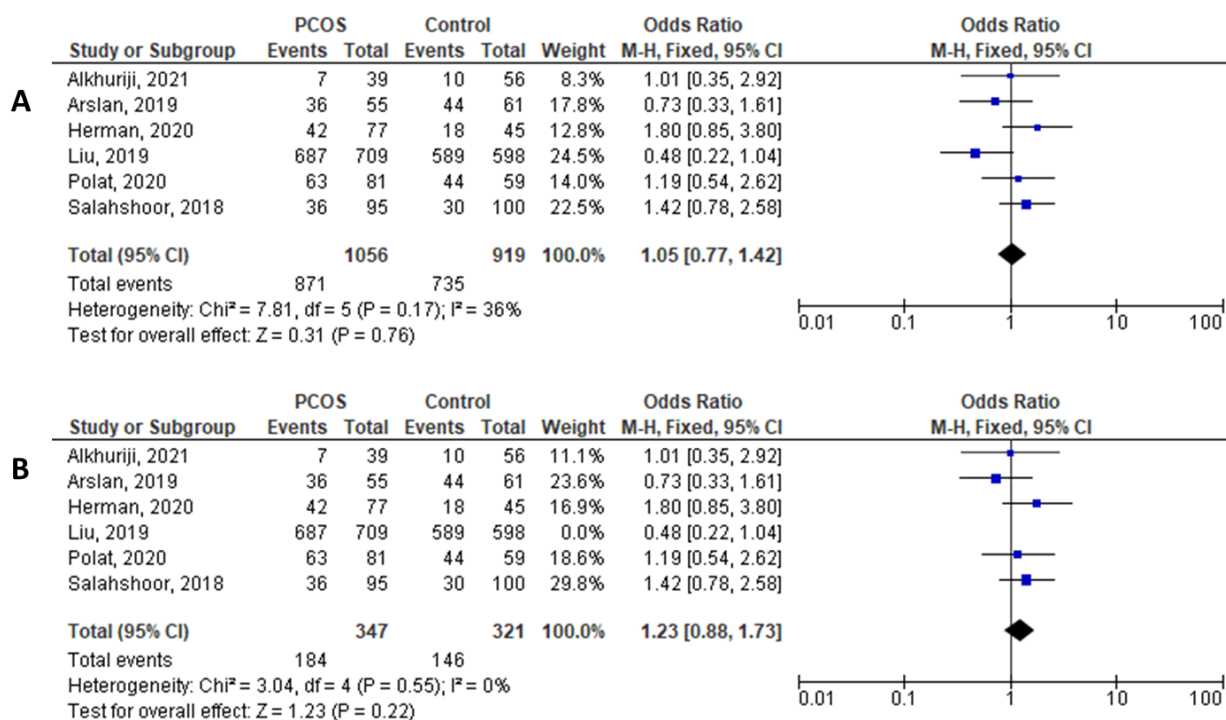 A
PCOS Control Odds Ratio Odds Ratio
Study or Subgroup Events Total Events Total Weight M-H, Fixed, 95% CI M-H, Fixed, 95% CI
Alkhuriji, 2021 7 39 10 56 8.3% 1.01 [0.35, 2.92]
Arslan, 2019 36 55 44 61 17.8% 0.73 [0.33, 1.61]
Herman, 2020 42 77 18 45 12.8% 1.80 [0.85, 3.80]
Liu, 2019 687 709 589 598 24.5% 0.48 [0.22, 1.04]
Polat, 2020 63 81 44 59 14.0% 1.19 [0.54, 2.62]
Salahshoor, 2018 36 95 30 100 22.5% 1.42 [0.78, 2.58]
Total (95% CI) 1056 919 100.0% 1.05 [0.77, 1.42]
Total events 871 735
Heterogeneity: Chi² = 7.81, df = 5 (P = 0.17); I² = 36%
Test for overall effect: Z = 0.31 (P = 0.76)
0.01 0.1 1 10 100
B
PCOS Control Odds Ratio Odds Ratio
Study or Subgroup Events Total Events Total Weight M-H, Fixed, 95% CI M-H, Fixed, 95% CI
Alkhuriji, 2021 7 39 10 56 11.1% 1.01 [0.35, 2.92]
Arslan, 2019 36 55 44 61 23.6% 0.73 [0.33, 1.61]
Herman, 2020 42 77 18 45 16.9% 1.80 [0.85, 3.80]
Liu, 2019 687 709 589 598 0.0% 0.48 [0.22, 1.04]
Polat, 2020 63 81 44 59 18.6% 1.19 [0.54, 2.62]
Salahshoor, 2018 36 95 30 100 29.8% 1.42 [0.78, 2.58]
Total (95% CI) 347 321 100.0% 1.23 [0.88, 1.73]
Total events 184 146
Heterogeneity: Chi² = 3.04, df = 4 (P = 0.55); I² = 0%
Test for overall effect: Z = 1.23 (P = 0.22)
0.01 0.1 1 10 100